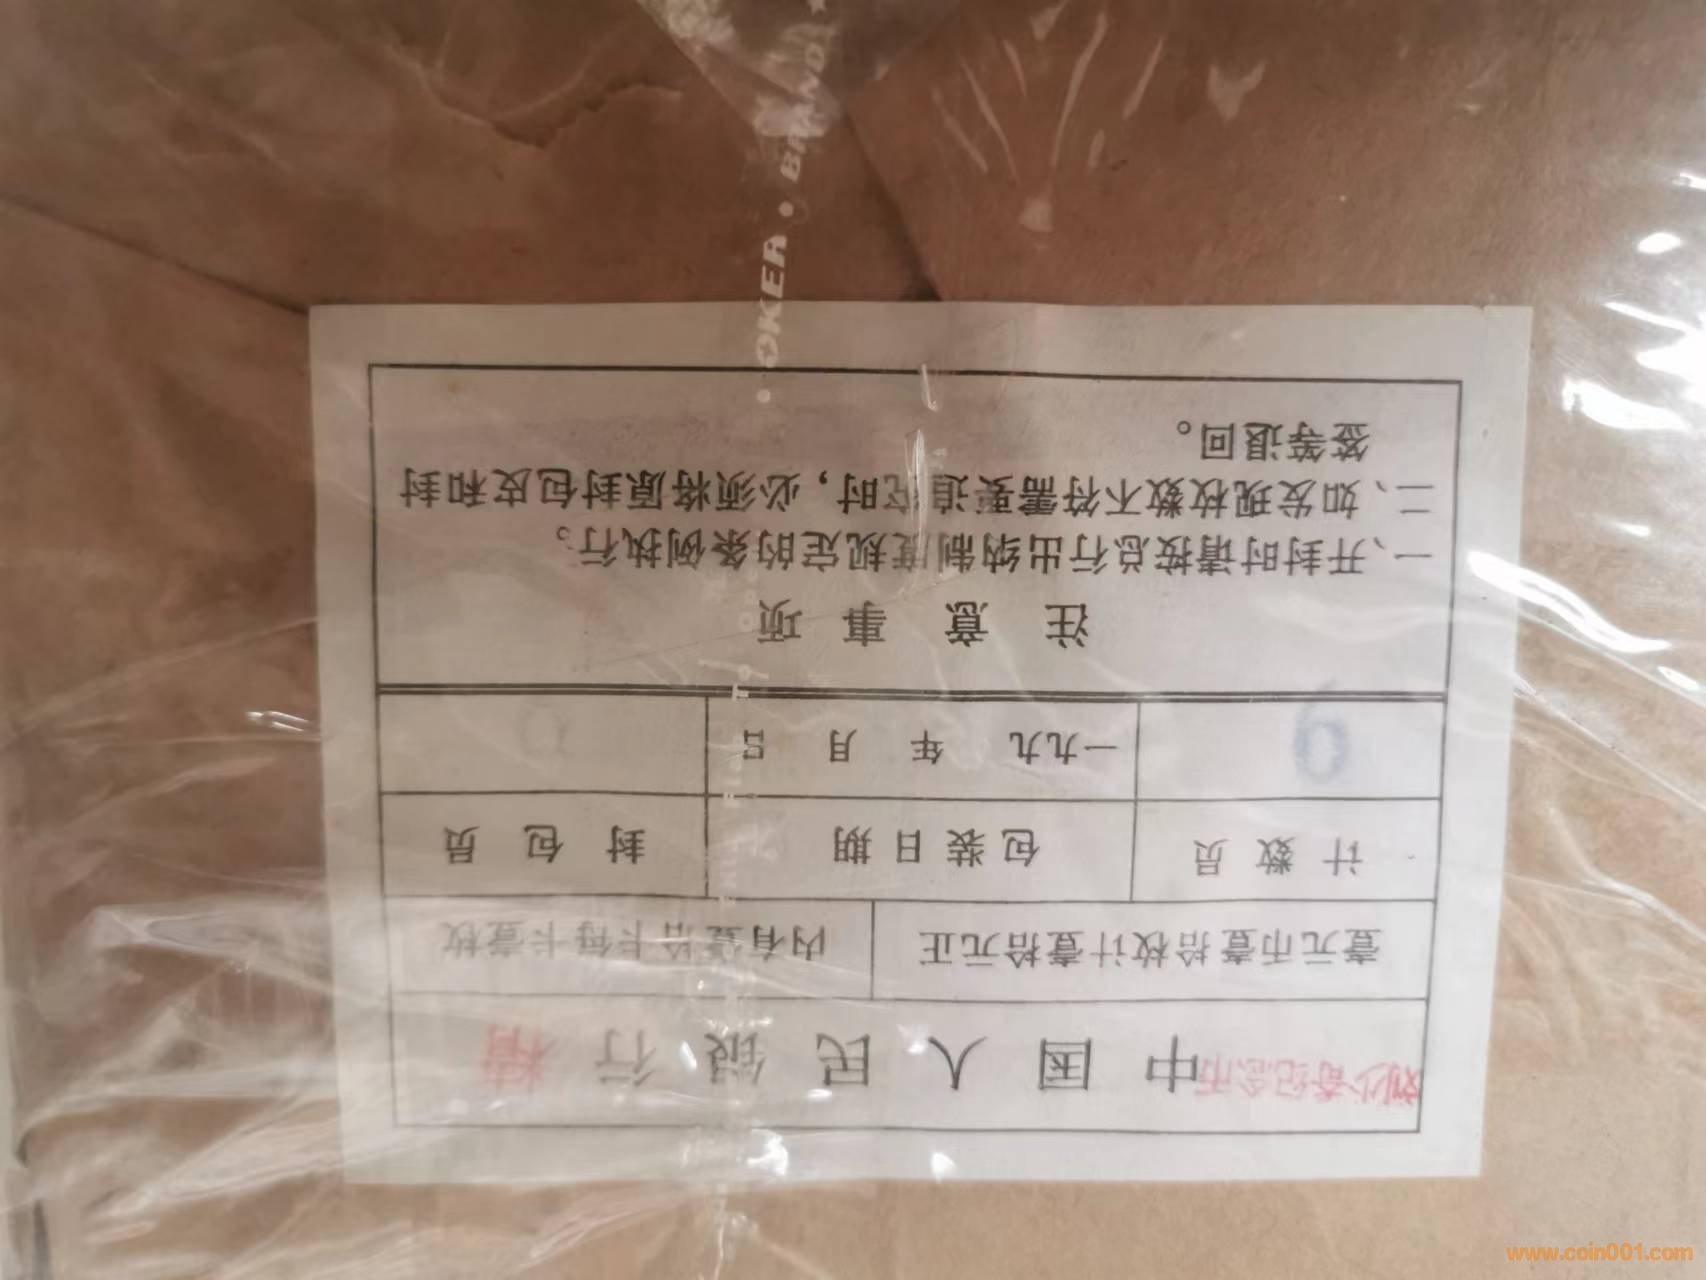 刘少奇纪念币 中国人民银行 精
壹元币壹拾枚计壹拾元正 内有壹拾卡每卡壹枚
计数员 包装日期 封包员
一九九 年 月 日
注意事项
一、开封时请按总行出纳制度规定的条例执行。
二、如发现枚数不符需要追究时，必须将原封包皮和封
签等退回。
OKER
www.coin001.com